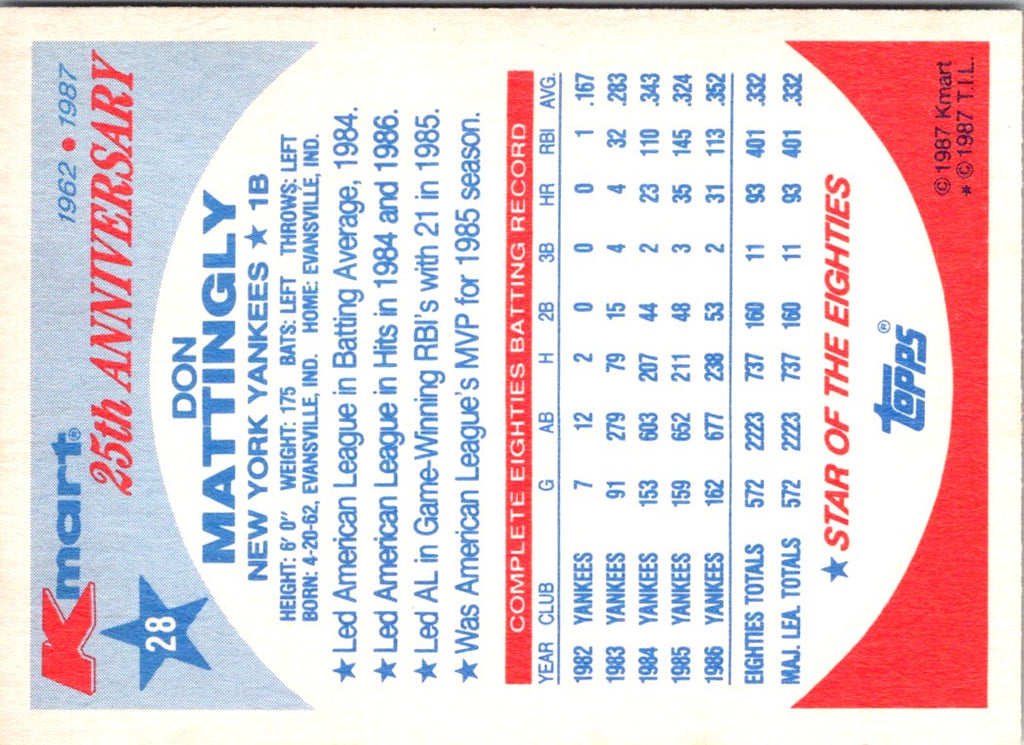 Kmart®
1962 • 1987
25th ANNIVERSARY
28
DON
MATTINGLY
NEW YORK YANKEES ★ 1B
HEIGHT: 6' 0" WEIGHT: 175 BATS: LEFT THROWS: LEFT
BORN: 4-20-62, EVANSVILLE, IND. HOME: EVANSVILLE, IND.
★ Led American League in Batting Average, 1984.
★ Led American League in Hits in 1984 and 1986.
★ Led AL in Game-Winning RBI's with 21 in 1985.
★ Was American League's MVP for 1985 season.
COMPLETE EIGHTIES BATTING RECORD
YEAR CLUB G AB H 2B 3B HR RBI AVG.
1982 YANKEES 7 12 2 0 0 0 1 .167
1983 YANKEES 91 279 79 15 4 4 32 .283
1984 YANKEES 153 603 207 44 2 23 110 .343
1985 YANKEES 159 652 211 48 3 35 145 .324
1986 YANKEES 162 677 238 53 2 31 113 .352
EIGHTIES TOTALS 572 2223 737 160 11 93 401 .332
MAJ. LEA. TOTALS 572 2223 737 160 11 93 401 .332
★ STAR OF THE EIGHTIES
TOPPS®
©1987 Kmart
*©1987 T.I.L.